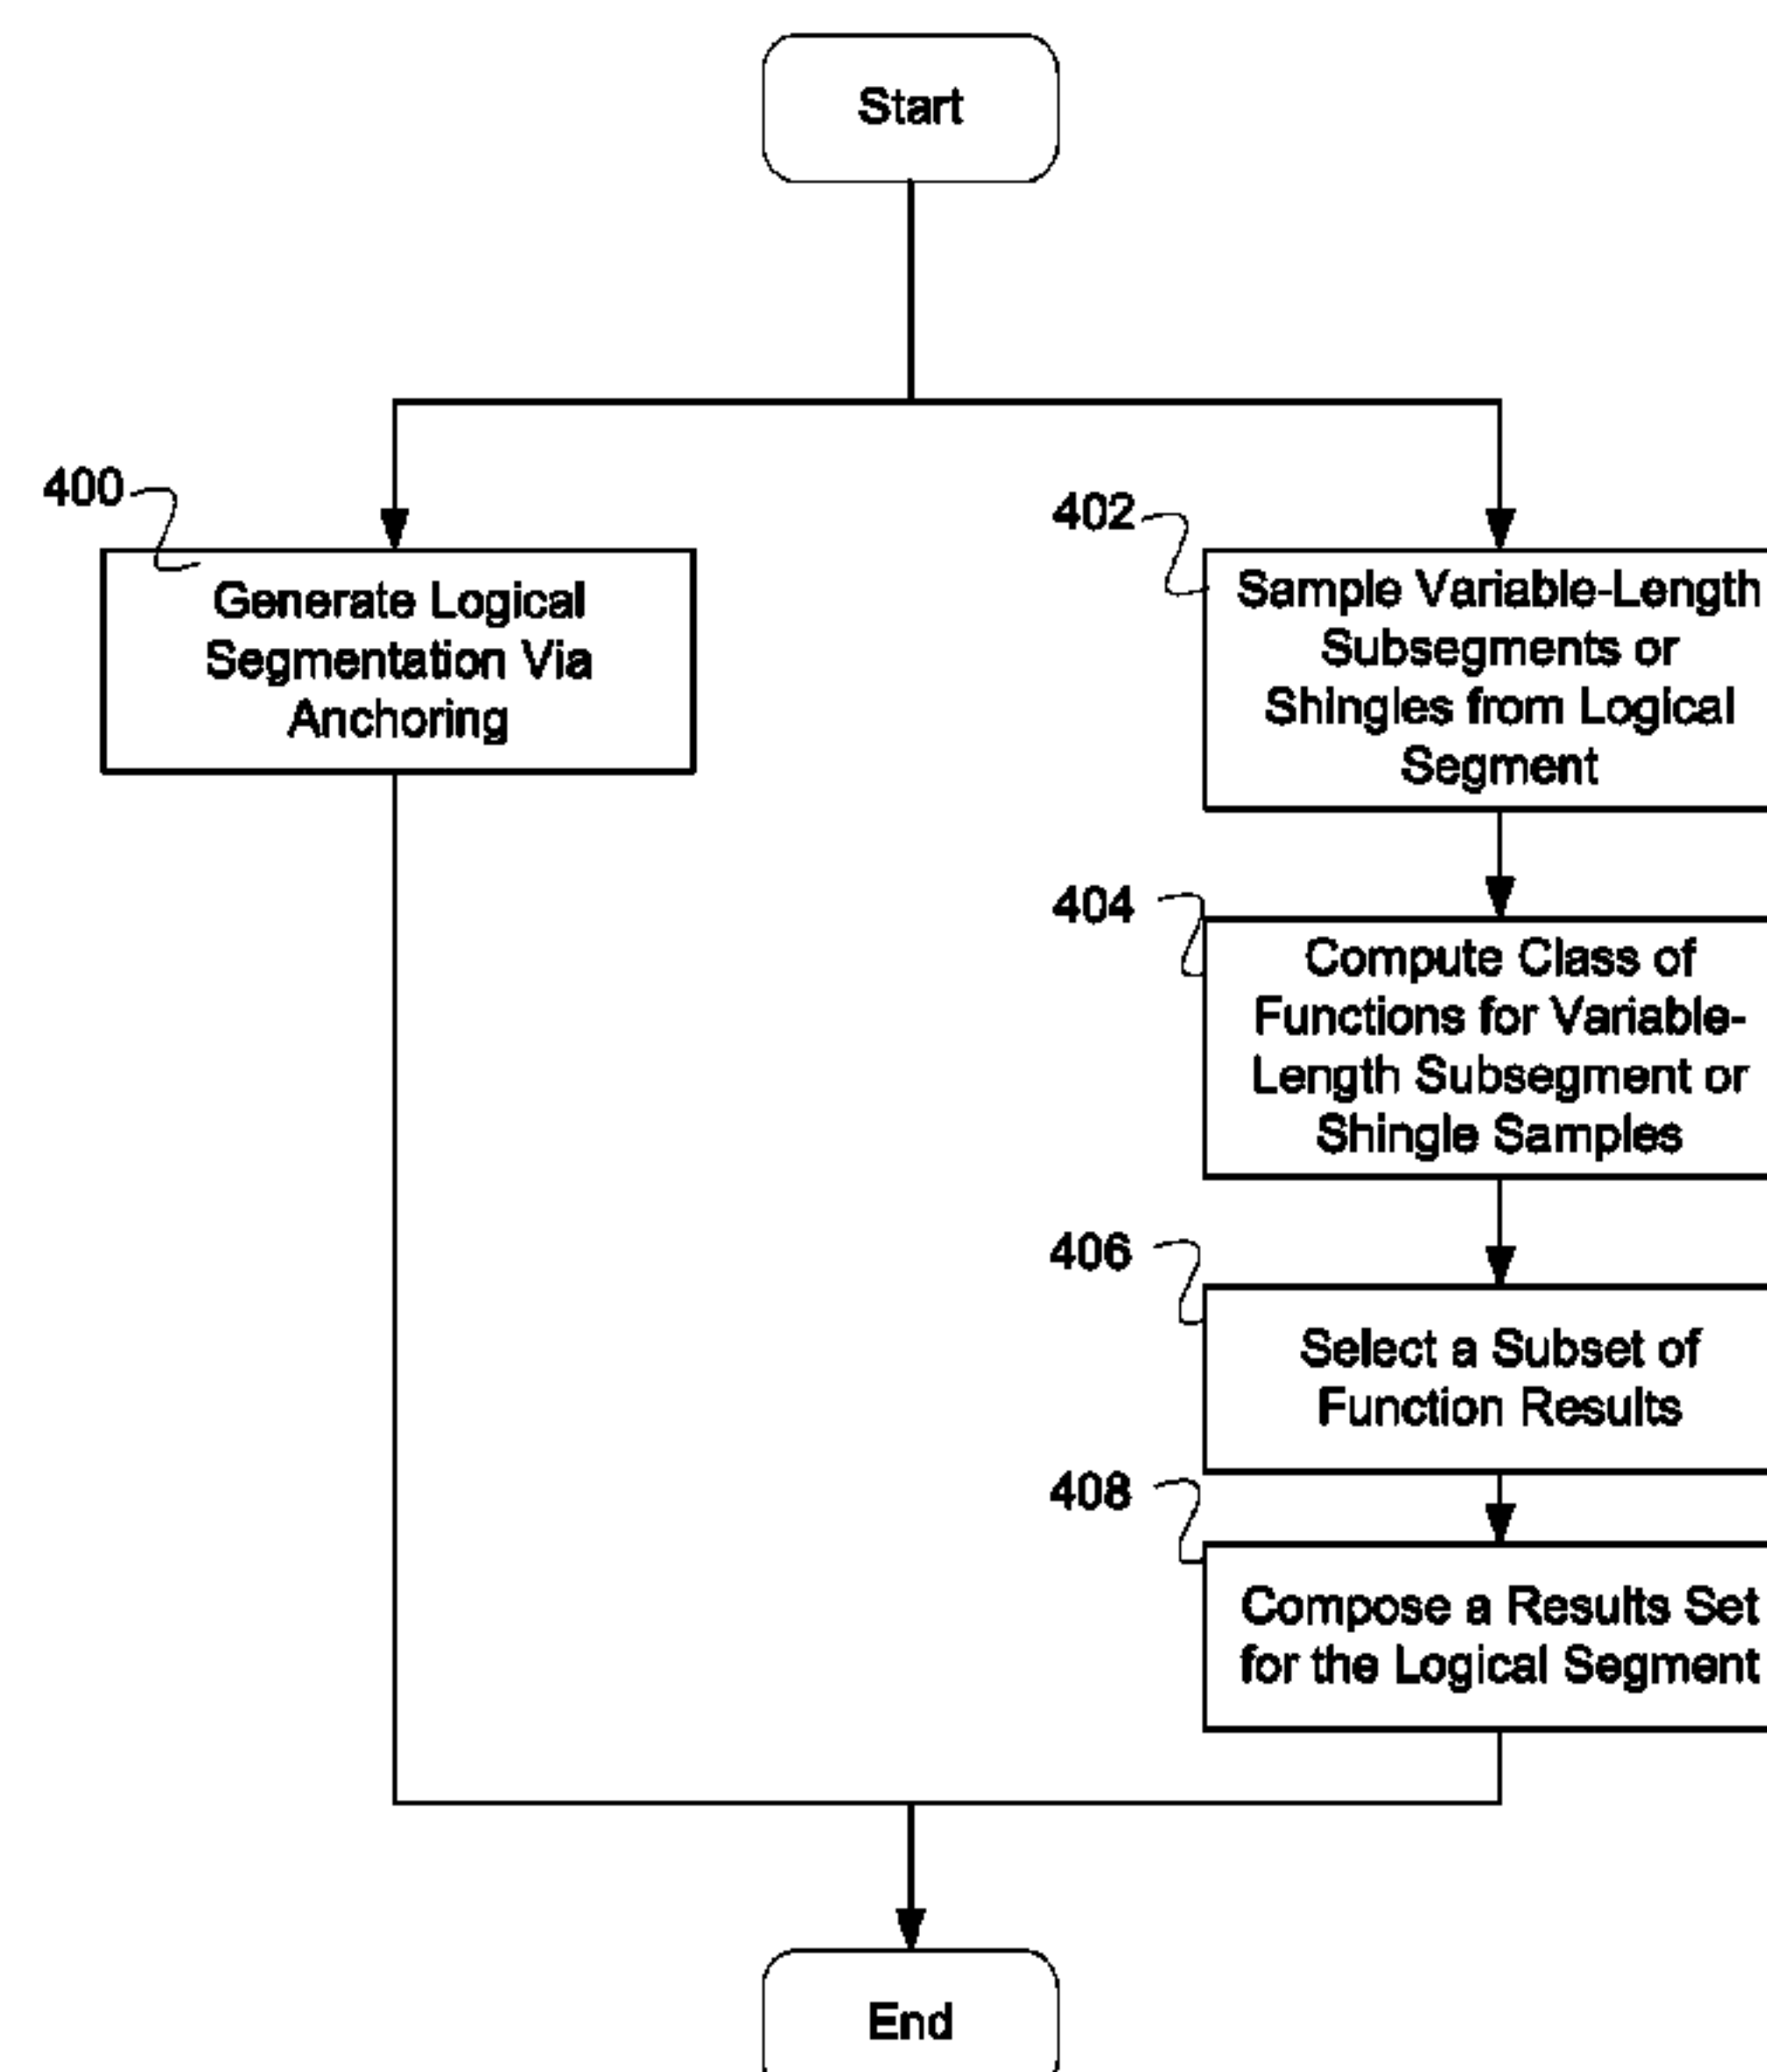 Start
400
Generate Logical
Segmentation Via
Anchoring
402
Sample Variable-Length
Subsegments or
Shingles from Logical
Segment
404
Compute Class of
Functions for Variable-
Length Subsegment or
Shingle Samples
406
Select a Subset of
Function Results
408
Compose a Results Set
for the Logical Segment
End